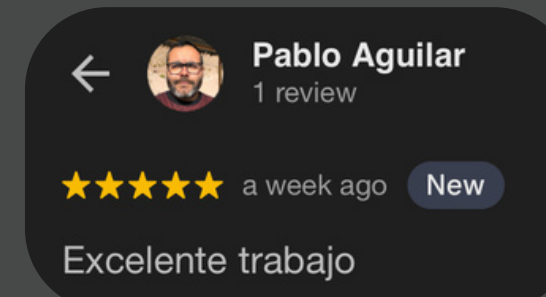 Pablo Aguilar
1 review
a week ago New
Excelente trabajo